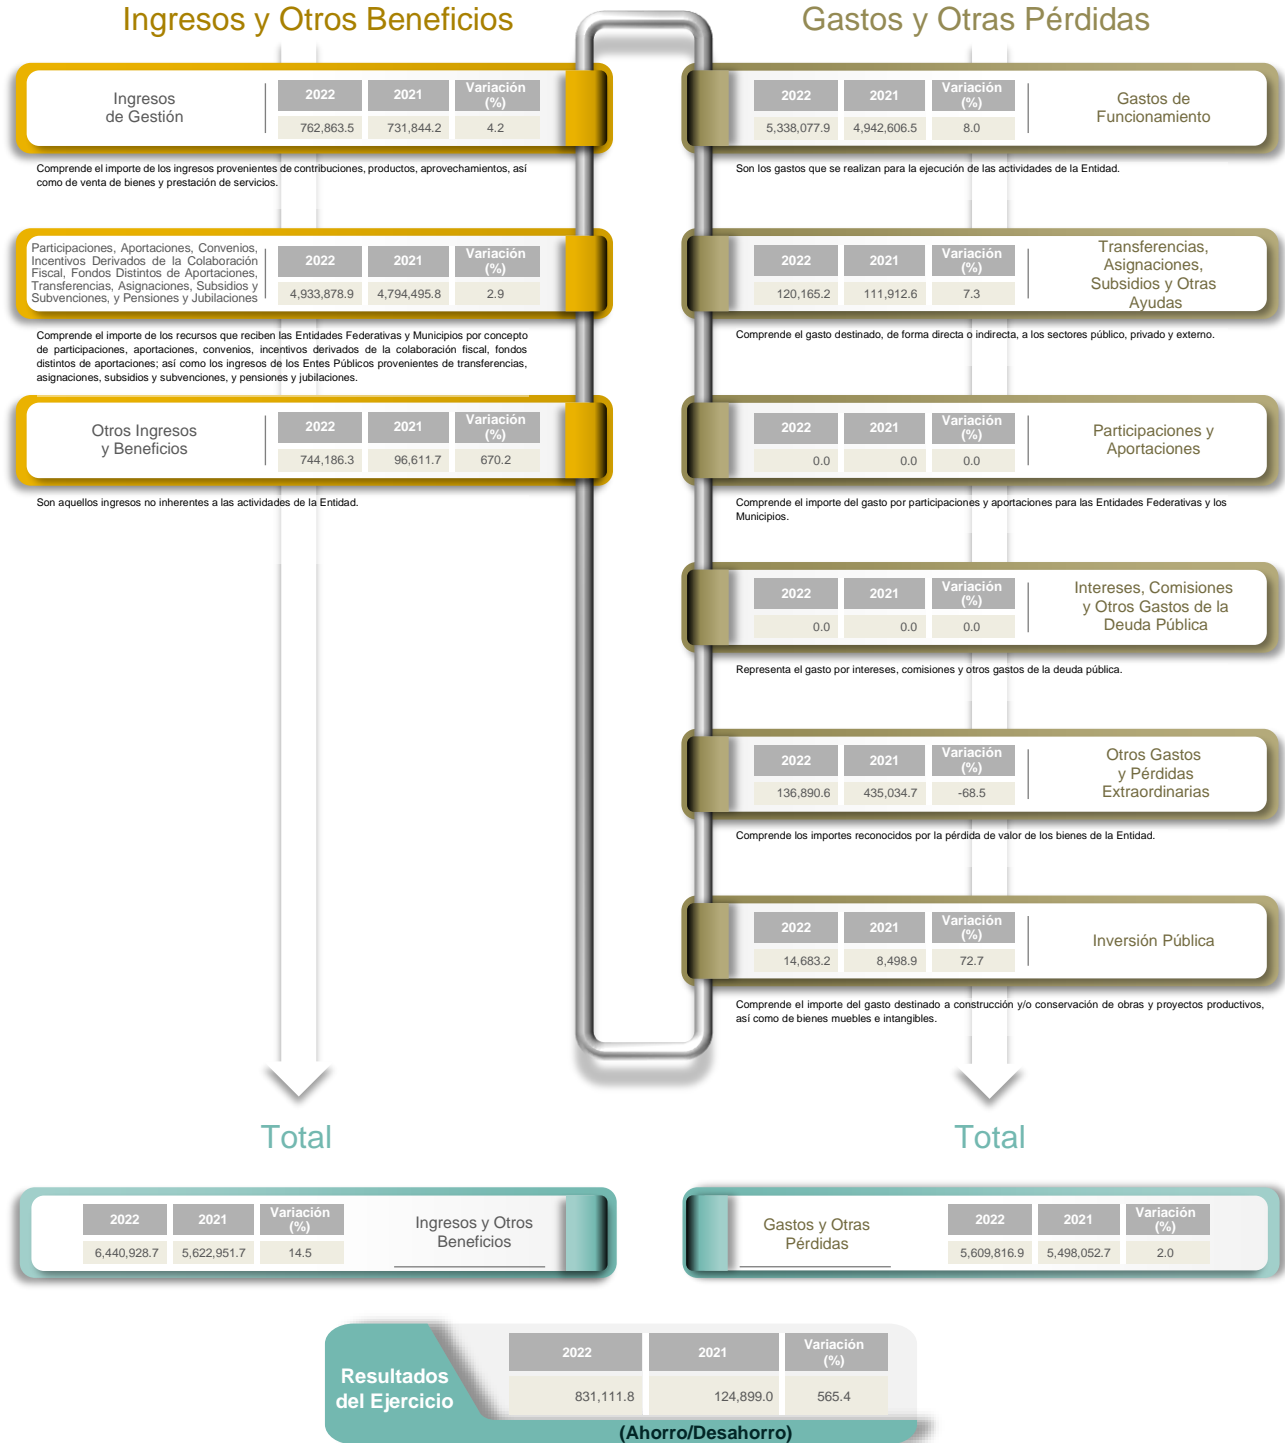 Ingresos y Otros Beneficios
Ingresos
de Gestión
2022 2021 Variación
(%)
762,863.5 731,844.2 4.2
Comprende el importe de los ingresos provenientes de contribuciones, productos, aprovechamientos, así
como de venta de bienes y prestación de servicios.
Participaciones, Aportaciones, Convenios,
Incentivos Derivados de la Colaboración
Fiscal, Fondos Distintos de Aportaciones,
Transferencias, Asignaciones, Subsidios y
Subvenciones, y Pensiones y Jubilaciones
2022 2021 Variación
(%)
4,933,878.9 4,794,495.8 2.9
Comprende el importe de los recursos que reciben las Entidades Federativas y Municipios por concepto
de participaciones, aportaciones, convenios, incentivos derivados de la colaboración fiscal, fondos
distintos de aportaciones; así como los ingresos de los Entes Públicos provenientes de transferencias,
asignaciones, subsidios y subvenciones, y pensiones y jubilaciones.
Otros Ingresos
y Beneficios
2022 2021 Variación
(%)
744,186.3 96,611.7 670.2
Son aquellos ingresos no inherentes a las actividades de la Entidad.
Gastos y Otras Pérdidas
2022 2021 Variación
(%)
5,338,077.9 4,942,606.5 8.0
Gastos de
Funcionamiento
Son los gastos que se realizan para la ejecución de las actividades de la Entidad.
2022 2021 Variación
(%)
120,165.2 111,912.6 7.3
Transferencias,
Asignaciones,
Subsidios y Otras
Ayudas
Comprende el gasto destinado, de forma directa o indirecta, a los sectores público, privado y externo.
2022 2021 Variación
(%)
0.0 0.0 0.0
Participaciones y
Aportaciones
Comprende el importe del gasto por participaciones y aportaciones para las Entidades Federativas y los
Municipios.
2022 2021 Variación
(%)
0.0 0.0 0.0
Intereses, Comisiones
y Otros Gastos de la
Deuda Pública
Representa el gasto por intereses, comisiones y otros gastos de la deuda pública.
2022 2021 Variación
(%)
136,890.6 435,034.7 -68.5
Otros Gastos
y Pérdidas
Extraordinarias
Comprende los importes reconocidos por la pérdida de valor de los bienes de la Entidad.
2022 2021 Variación
(%)
14,683.2 8,498.9 72.7
Inversión Pública
Comprende el importe del gasto destinado a construcción y/o conservación de obras y proyectos productivos,
así como de bienes muebles e intangibles.
Total
2022 2021 Variación
(%)
6,440,928.7 5,622,951.7 14.5
Ingresos y Otros
Beneficios
Total
Gastos y Otras
Pérdidas
2022 2021 Variación
(%)
5,609,816.9 5,498,052.7 2.0
Resultados
del Ejercicio
2022 2021 Variación
(%)
831,111.8 124,899.0 565.4
(Ahorro/Desahorro)